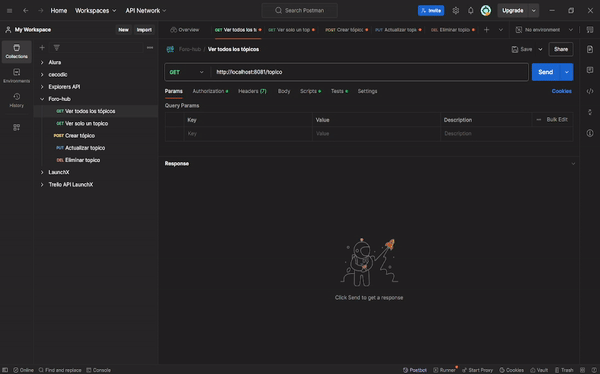 Home Workspaces API Network Search Postman Invite Upgrade
My Workspace New Import Overview GET Ver todos los tó GET Ver solo un top POST Crear tópico PUT Actualizar topi DEL Eliminar topico No environment
Collections
Environments
History
Alura
cecodic
Explorers API
Foro-hub
GET Ver todos los tópicos
GET Ver solo un topico
POST Crear tópico
PUT Actualizar topico
DEL Eliminar topico
LaunchX
Trello API LaunchX
Foro-hub / Ver todos los tópicos Save Share
GET http://localhost:8081/topico Send
Params Authorization Headers (7) Body Scripts Tests Settings Cookies
Query Params
Key Value Description Bulk Edit
Key Value Description
Response
Click Send to get a response
Online Find and replace Console Postbot Runner Start Proxy Cookies Vault Trash